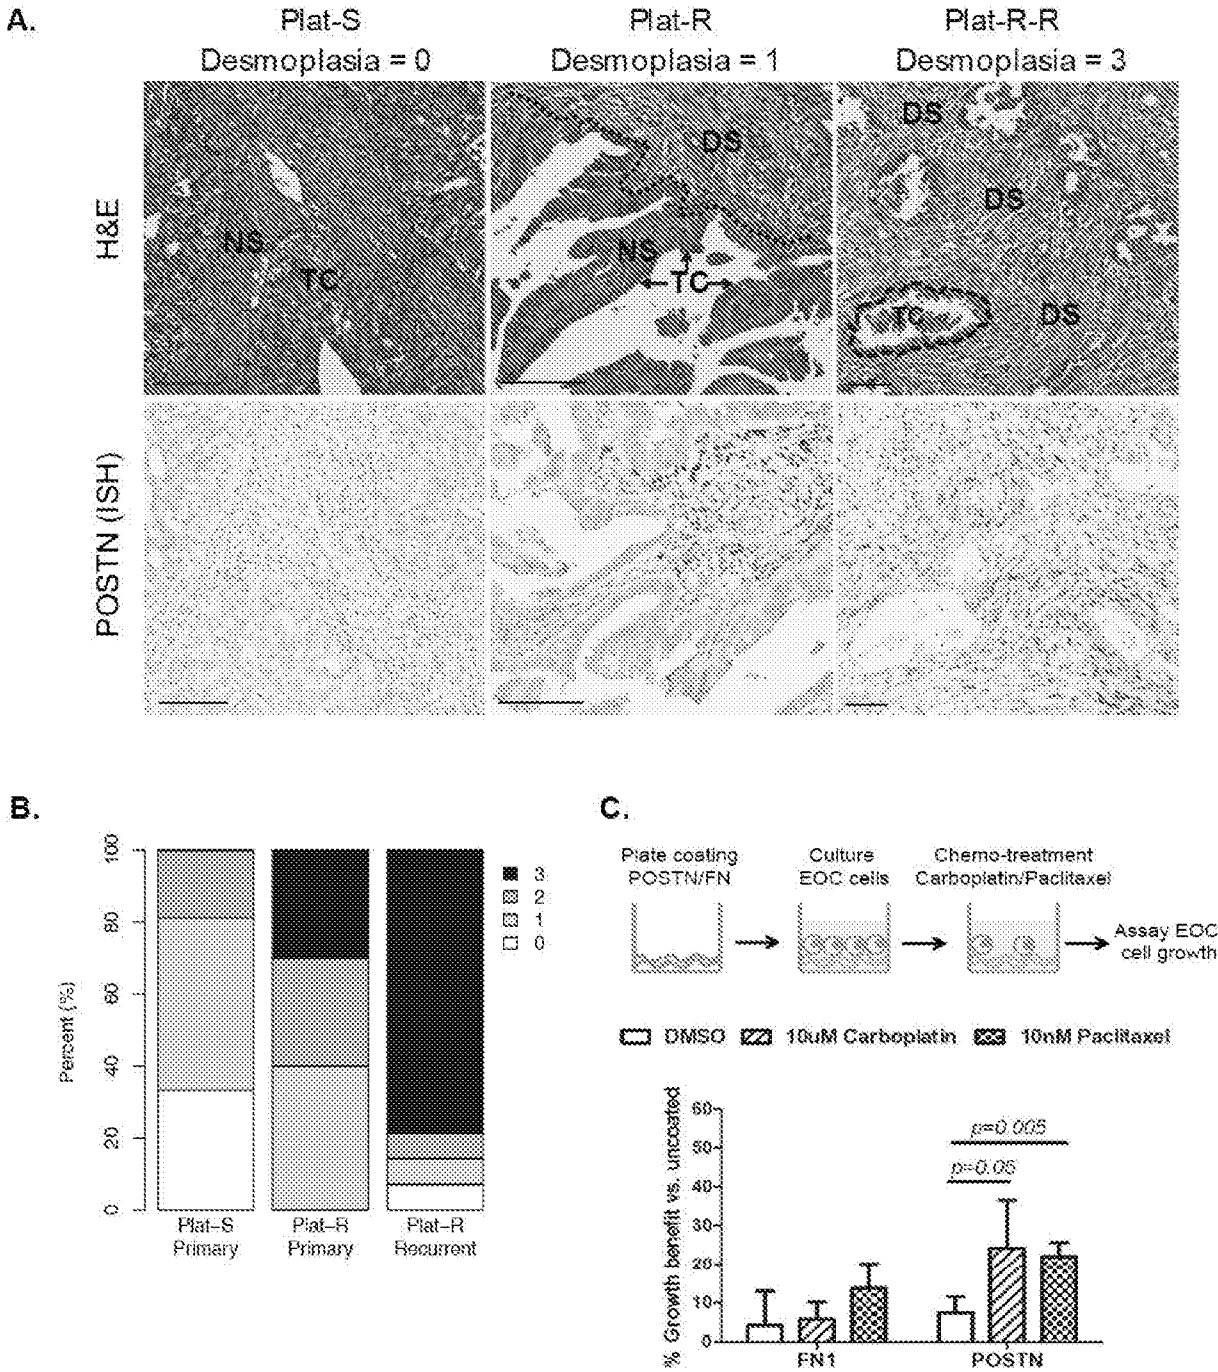 A.
Plat-S Plat-R Plat-R-R
Desmoplasia = 0 Desmoplasia = 1 Desmoplasia = 3
H&E
NS
TC
DS
NS
TC
DS
DS
TC
DS
POSTN (ISH)
B.
Percent (%)
100
80
60
40
20
0
3
2
1
0
Plat-S Plat-R Plat-R
Primary Primary Recurrent
C.
Plate coating Culture Chemo-treatment
POSTN/FN EOC cells Carboplatin/Paclitaxel
Assay EOC
cell growth
DMSO 10uM Carboplatin 10nM Paclitaxel
% Growth benefit vs. uncoated
60
50
40
30
20
10
0
p=0.005
p=0.05
FN1 POSTN